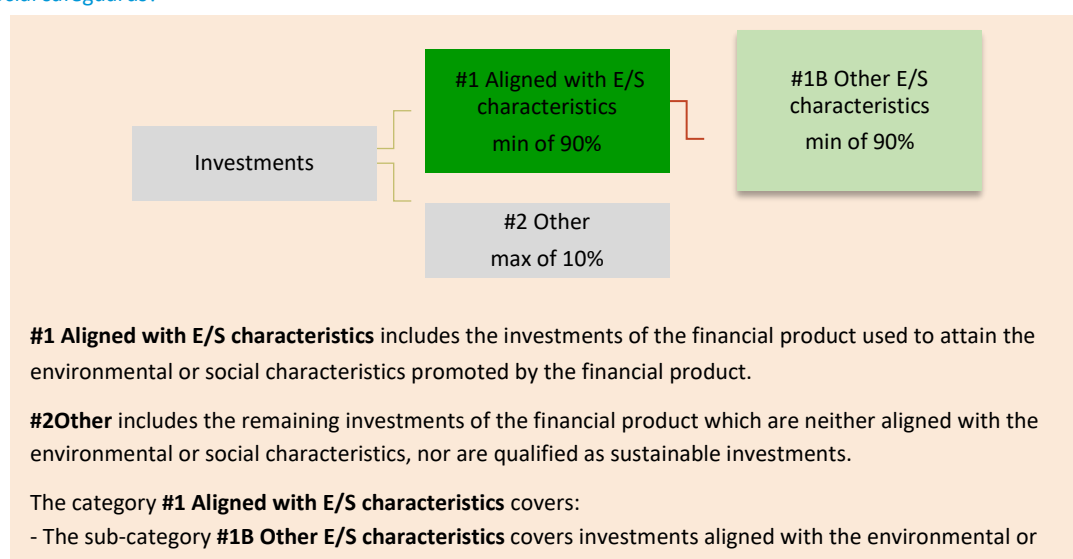 #1 Aligned with E/S
characteristics
min of 90%
#1B Other E/S
characteristics
min of 90%
Investments
#2 Other
max of 10%
#1 Aligned with E/S characteristics includes the investments of the financial product used to attain the
environmental or social characteristics promoted by the financial product.
#2Other includes the remaining investments of the financial product which are neither aligned with the
environmental or social characteristics, nor are qualified as sustainable investments.
The category #1 Aligned with E/S characteristics covers:
- The sub-category #1B Other E/S characteristics covers investments aligned with the environmental or